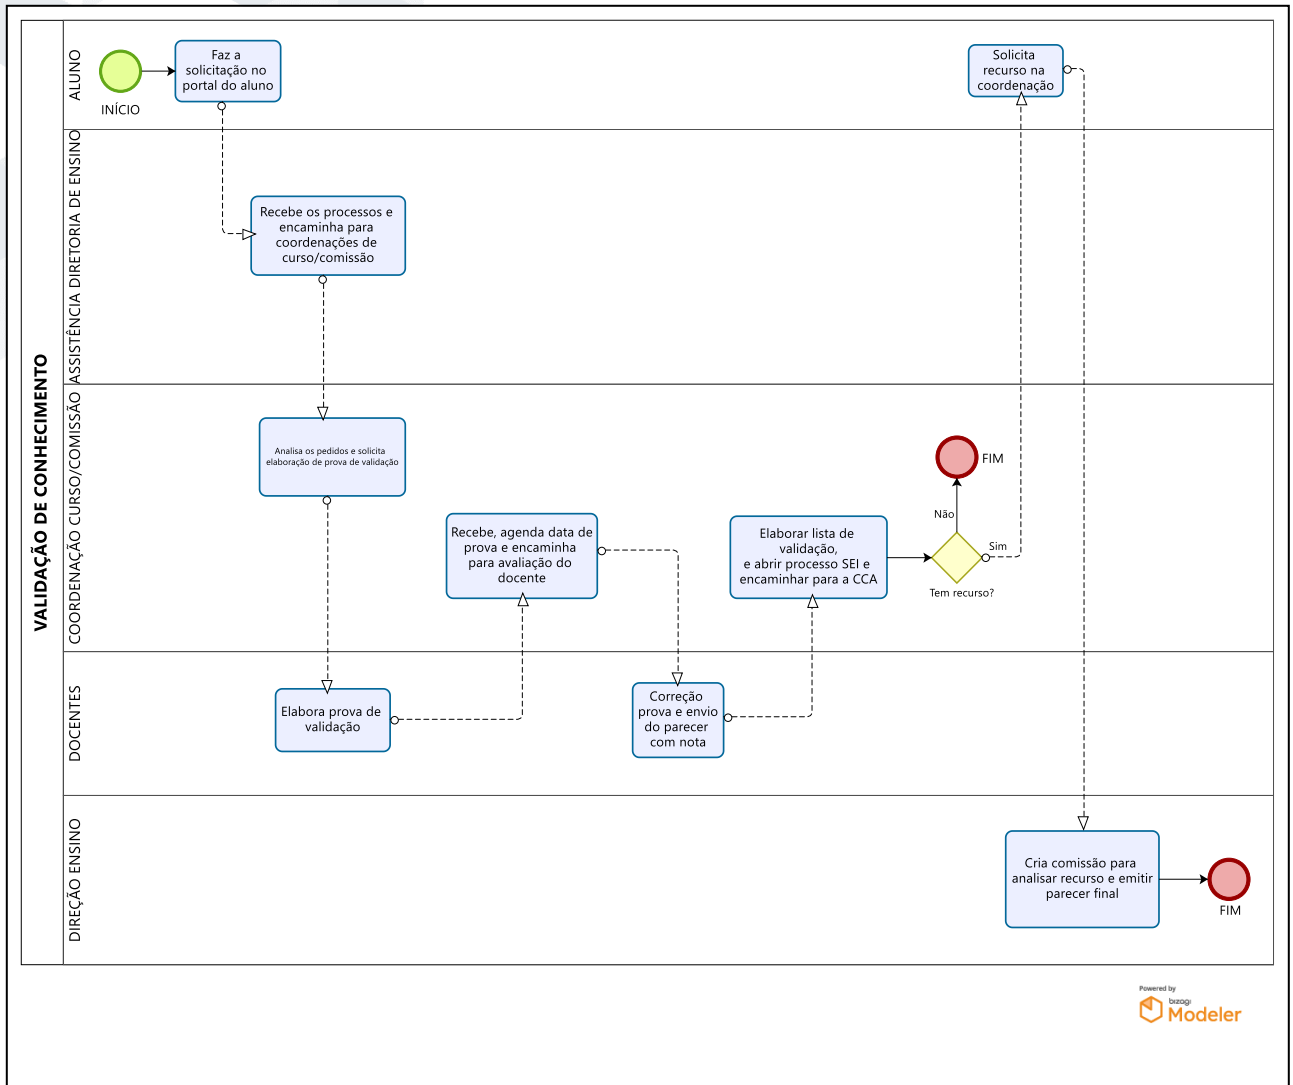 VALIDAÇÃO DE CONHECIMENTO
ALUNO
INÍCIO
Faz a
solicitação no
portal do aluno
Solicita
recurso na
coordenação
ASSISTÊNCIA DIRETORIA DE ENSINO
Recebe os processos e
encaminha para
coordenações de
curso/comissão
COORDENAÇÃO CURSO/COMISSÃO
Analisa os pedidos e solicita
elaboração de prova de validação
Recebe, agenda data de
prova e encaminha
para avaliação do
docente
Elaborar lista de
validação,
e abrir processo SEI e
encaminhar para a CCA
FIM
Não
Sim
Tem recurso?
DOCENTES
Elabora prova de
validação
Correção
prova e envio
do parecer
com nota
DIREÇÃO ENSINO
Cria comissão para
analisar recurso e emitir
parecer final
FIM
Powered by
bizagi
Modeler